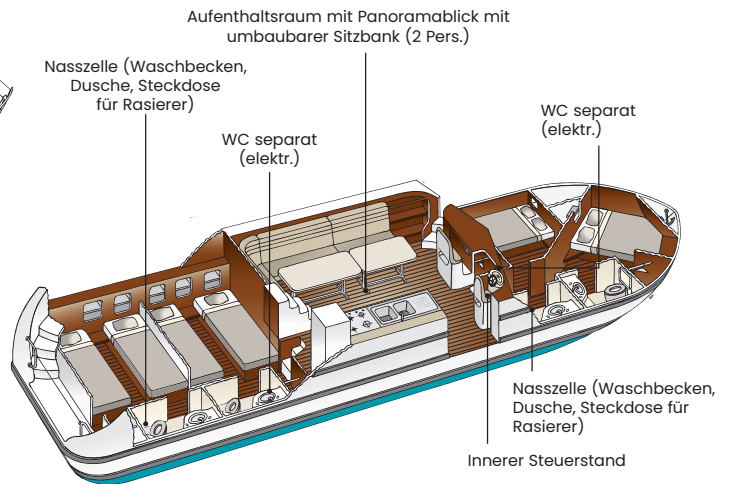 Aufenthaltsraum mit Panoramablick mit
umbaubarer Sitzbank (2 Pers.)
Nasszelle (Waschbecken,
Dusche, Steckdose
für Rasierer)
WC separat
(elektr.)
WC separat
(elektr.)
Nasszelle (Waschbecken,
Dusche, Steckdose für
Rasierer)
Innerer Steuerstand